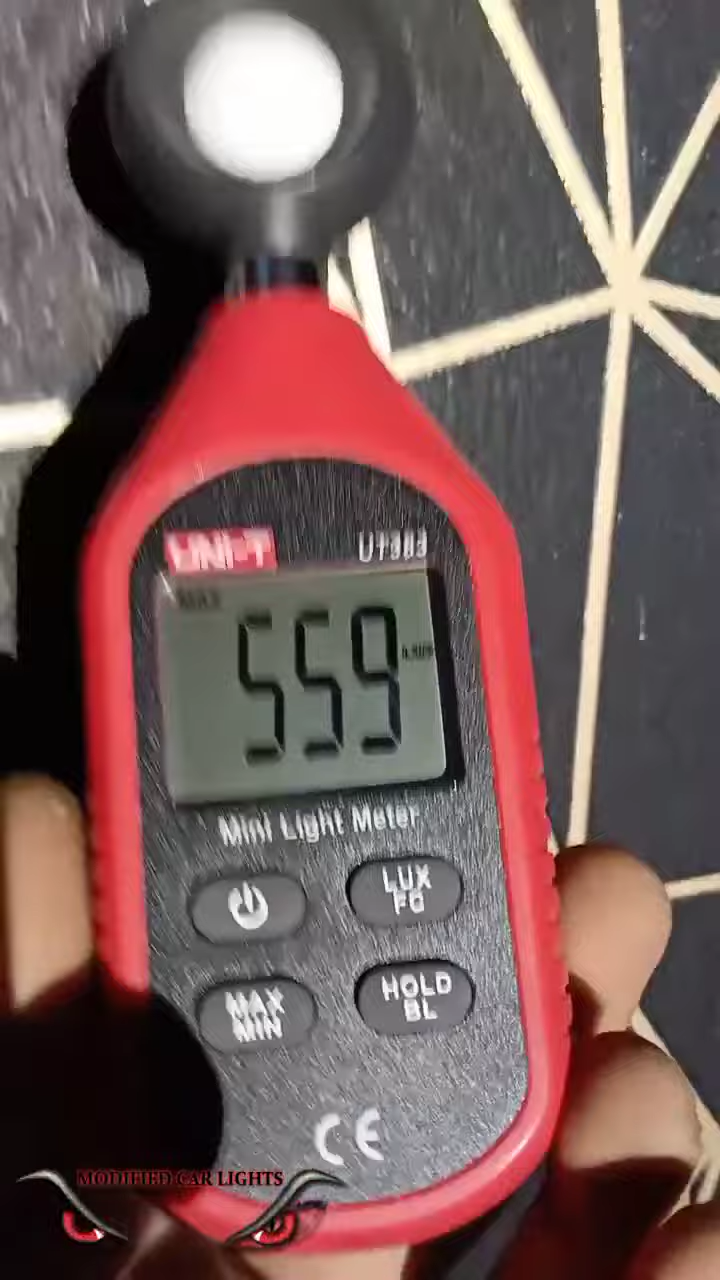 UNI-T UT383
MAX
559
Mini Light Meter
LUX
FC
MAX
MIN
HOLD
BL
CE
MODIFIED CAR LIGHTS